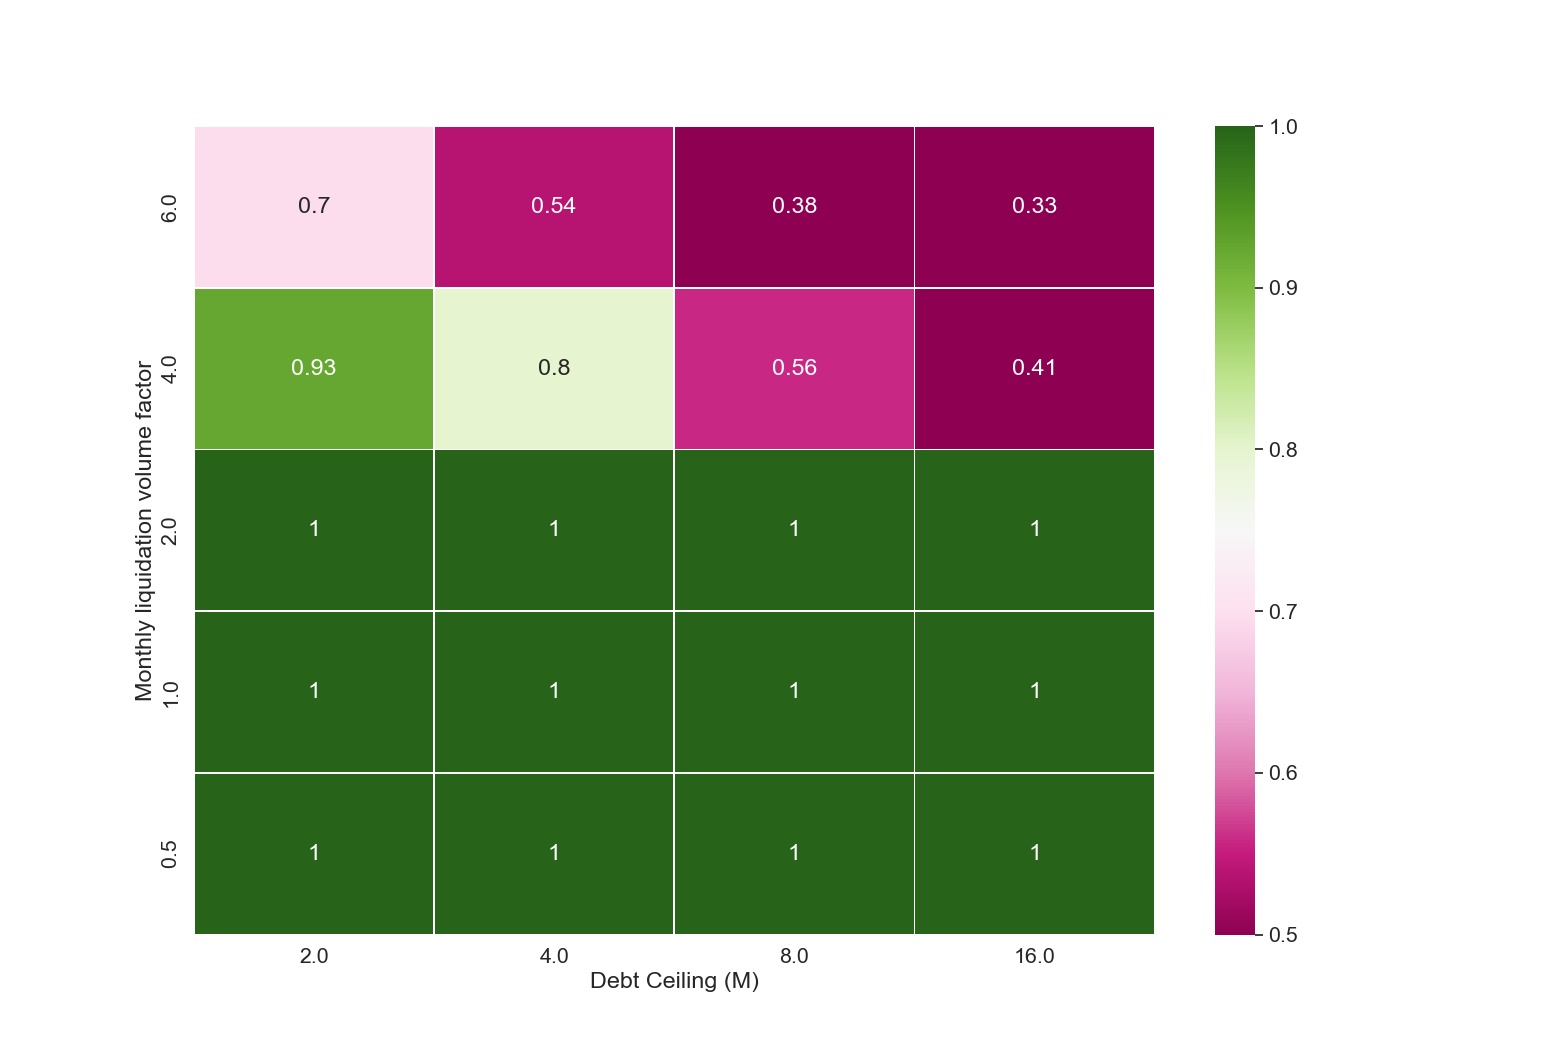 Monthly liquidation volume factor
6.0 0.7 0.54 0.38 0.33
4.0 0.93 0.8 0.56 0.41
2.0 1 1 1 1
1.0 1 1 1 1
0.5 1 1 1 1
2.0 4.0 8.0 16.0
Debt Ceiling (M)
1.0
0.9
0.8
0.7
0.6
0.5